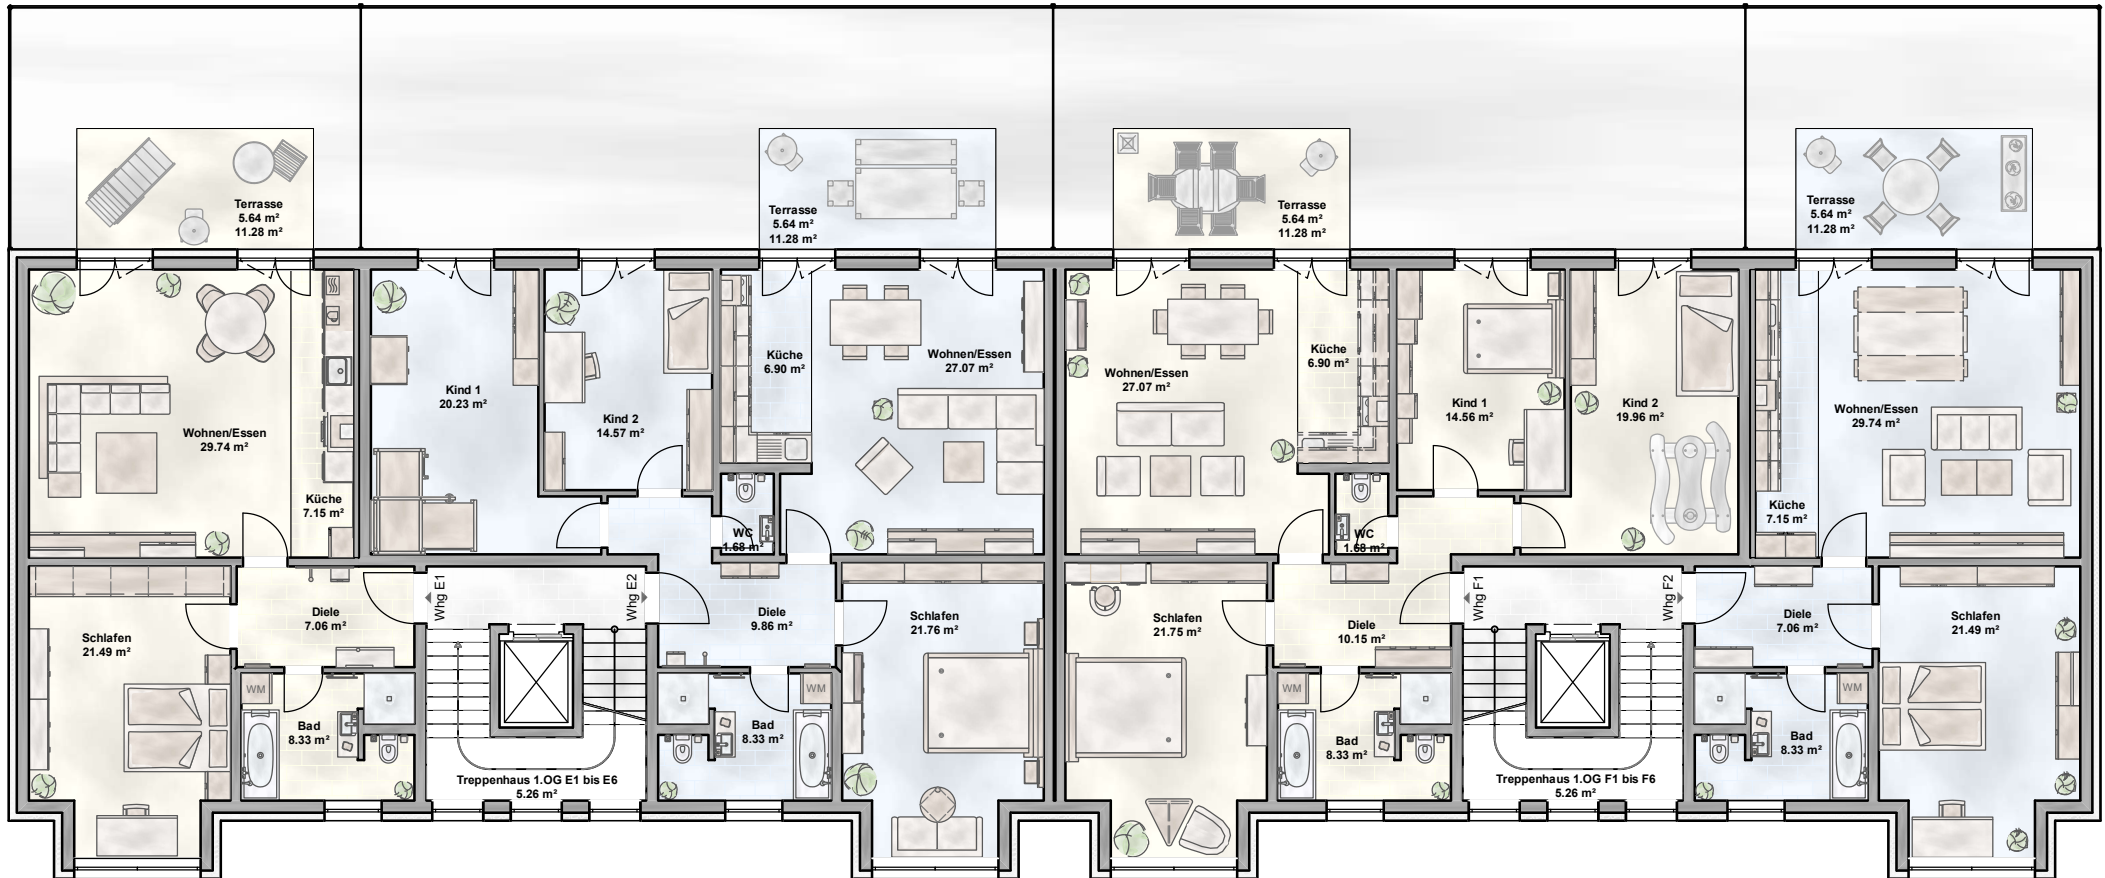 Terrasse
5.64 m²
11.28 m²
Terrasse
5.64 m²
11.28 m²
Terrasse
5.64 m²
11.28 m²
Terrasse
5.64 m²
11.28 m²
Wohnen/Essen
29.74 m²
Küche
7.15 m²
Kind 1
20.23 m²
Kind 2
14.57 m²
Küche
6.90 m²
Wohnen/Essen
27.07 m²
WC
1.68 m²
Wohnen/Essen
27.07 m²
Küche
6.90 m²
WC
1.68 m²
Kind 1
14.56 m²
Kind 2
19.96 m²
Küche
7.15 m²
Wohnen/Essen
29.74 m²
Schlafen
21.49 m²
Diele
7.06 m²
Whg E1
Whg E2
Diele
9.86 m²
Schlafen
21.76 m²
Schlafen
21.75 m²
Diele
10.15 m²
Whg F1
Whg F2
Diele
7.06 m²
Schlafen
21.49 m²
WM
Bad
8.33 m²
Treppenhaus 1.OG E1 bis E6
5.26 m²
Bad
8.33 m²
WM
WM
Bad
8.33 m²
Treppenhaus 1.OG F1 bis F6
5.26 m²
Bad
8.33 m²
WM